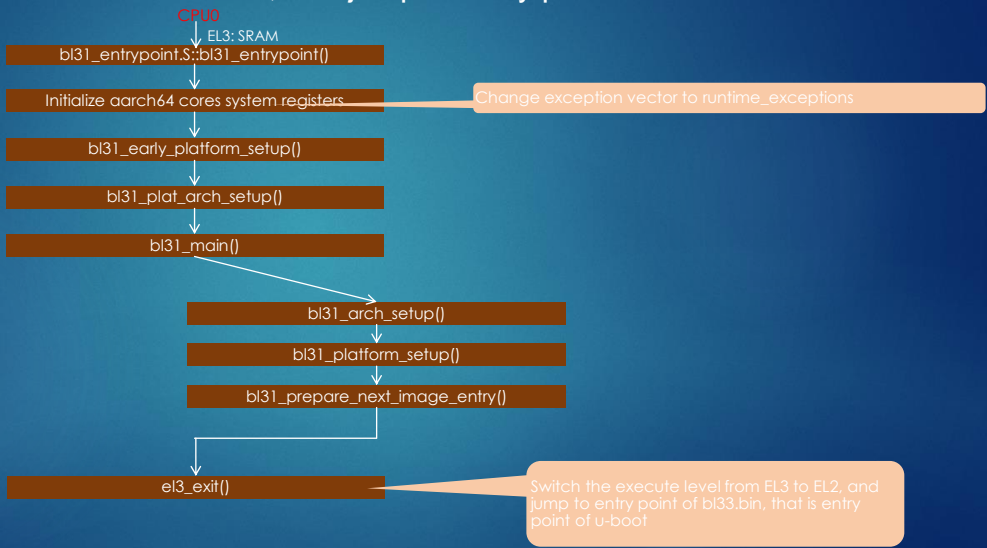 CPU0
EL3: SRAM
bl31_entrypoint.S::bl31_entrypoint()
Initialize aarch64 cores system registers
Change exception vector to runtime_exceptions
bl31_early_platform_setup()
bl31_plat_arch_setup()
bl31_main()
bl31_arch_setup()
bl31_platform_setup()
bl31_prepare_next_image_entry()
el3_exit()
Switch the execute level from EL3 to EL2, and
jump to entry point of bl33.bin, that is entry
point of u-boot